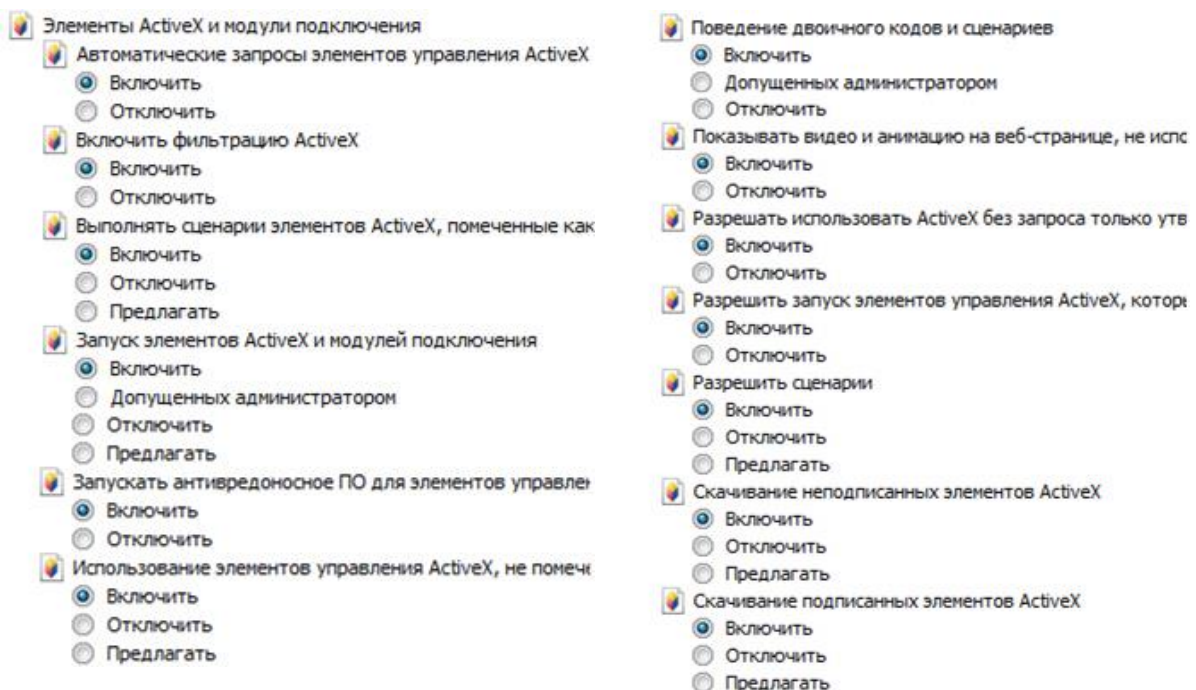 Элементы ActiveX и модули подключения
Автоматические запросы элементов управления ActiveX
Включить
Отключить
Включить фильтрацию ActiveX
Включить
Отключить
Выполнять сценарии элементов ActiveX, помеченные как
Включить
Отключить
Предлагать
Запуск элементов ActiveX и модулей подключения
Включить
Допущенных администратором
Отключить
Предлагать
Запускать антивредоносное ПО для элементов управлен
Включить
Отключить
Использование элементов управления ActiveX, не помече
Включить
Отключить
Предлагать
Поведение двоичного кодов и сценариев
Включить
Допущенных администратором
Отключить
Показывать видео и анимацию на веб-странице, не испо
Включить
Отключить
Разрешать использовать ActiveX без запроса только утв
Включить
Отключить
Разрешить запуск элементов управления ActiveX, которы
Включить
Отключить
Разрешить сценарии
Включить
Отключить
Предлагать
Скачивание неподписанных элементов ActiveX
Включить
Отключить
Предлагать
Скачивание подписанных элементов ActiveX
Включить
Отключить
Предлагать